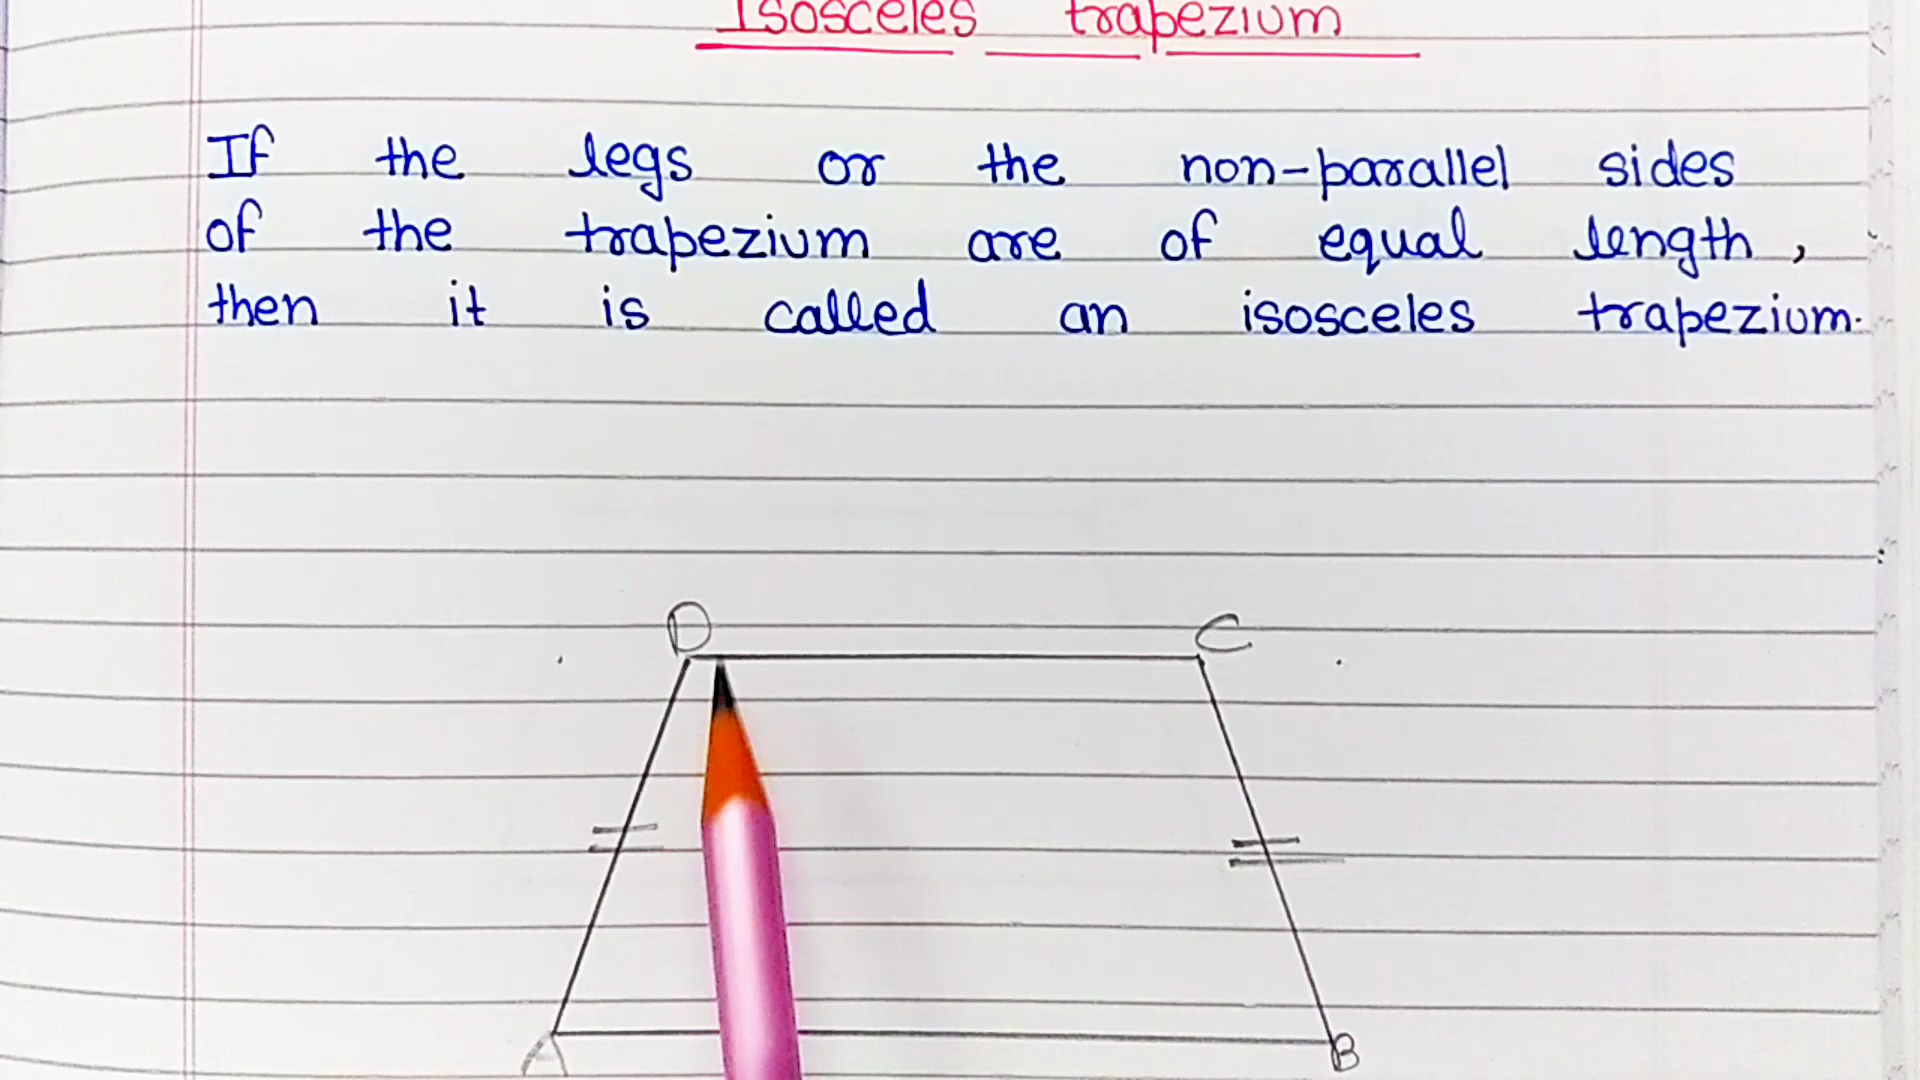 Isosceles trapezium
If the legs or the non-parallel sides
of the trapezium are of equal length,
then it is called an isosceles trapezium.
D C
A B